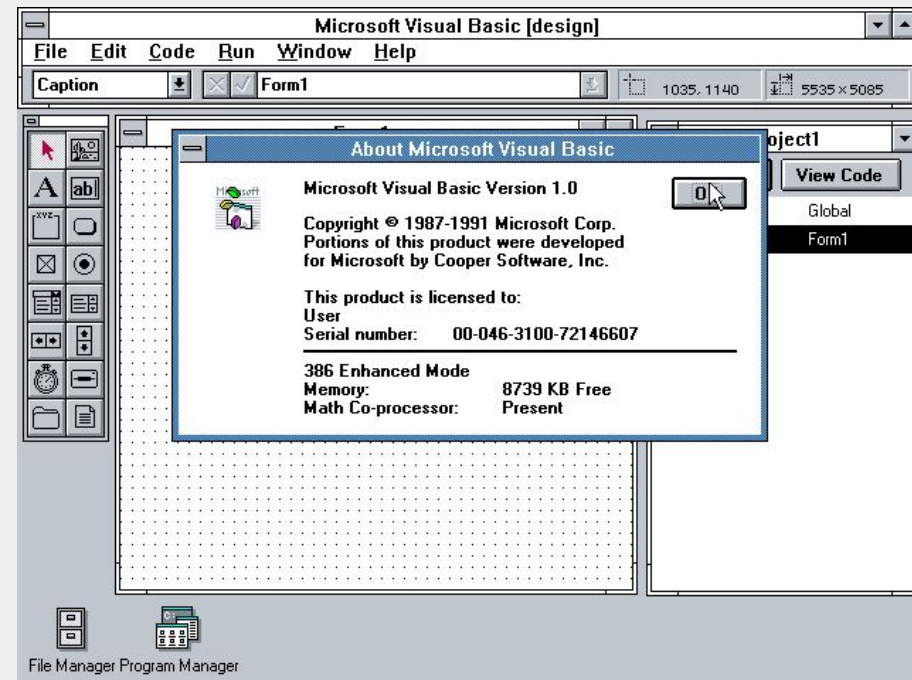 Microsoft Visual Basic [design]
File Edit Code Run Window Help
Caption Form1 1035, 1140 5535×5085
About Microsoft Visual Basic
Microsoft
Microsoft Visual Basic Version 1.0
Copyright © 1987-1991 Microsoft Corp.
Portions of this product were developed
for Microsoft by Cooper Software, Inc.
This product is licensed to:
User
Serial number: 00-046-3100-72146607
386 Enhanced Mode
Memory: 8739 KB Free
Math Co-processor: Present
A ab
XYZ
View Code
Global
Form1
File Manager Program Manager